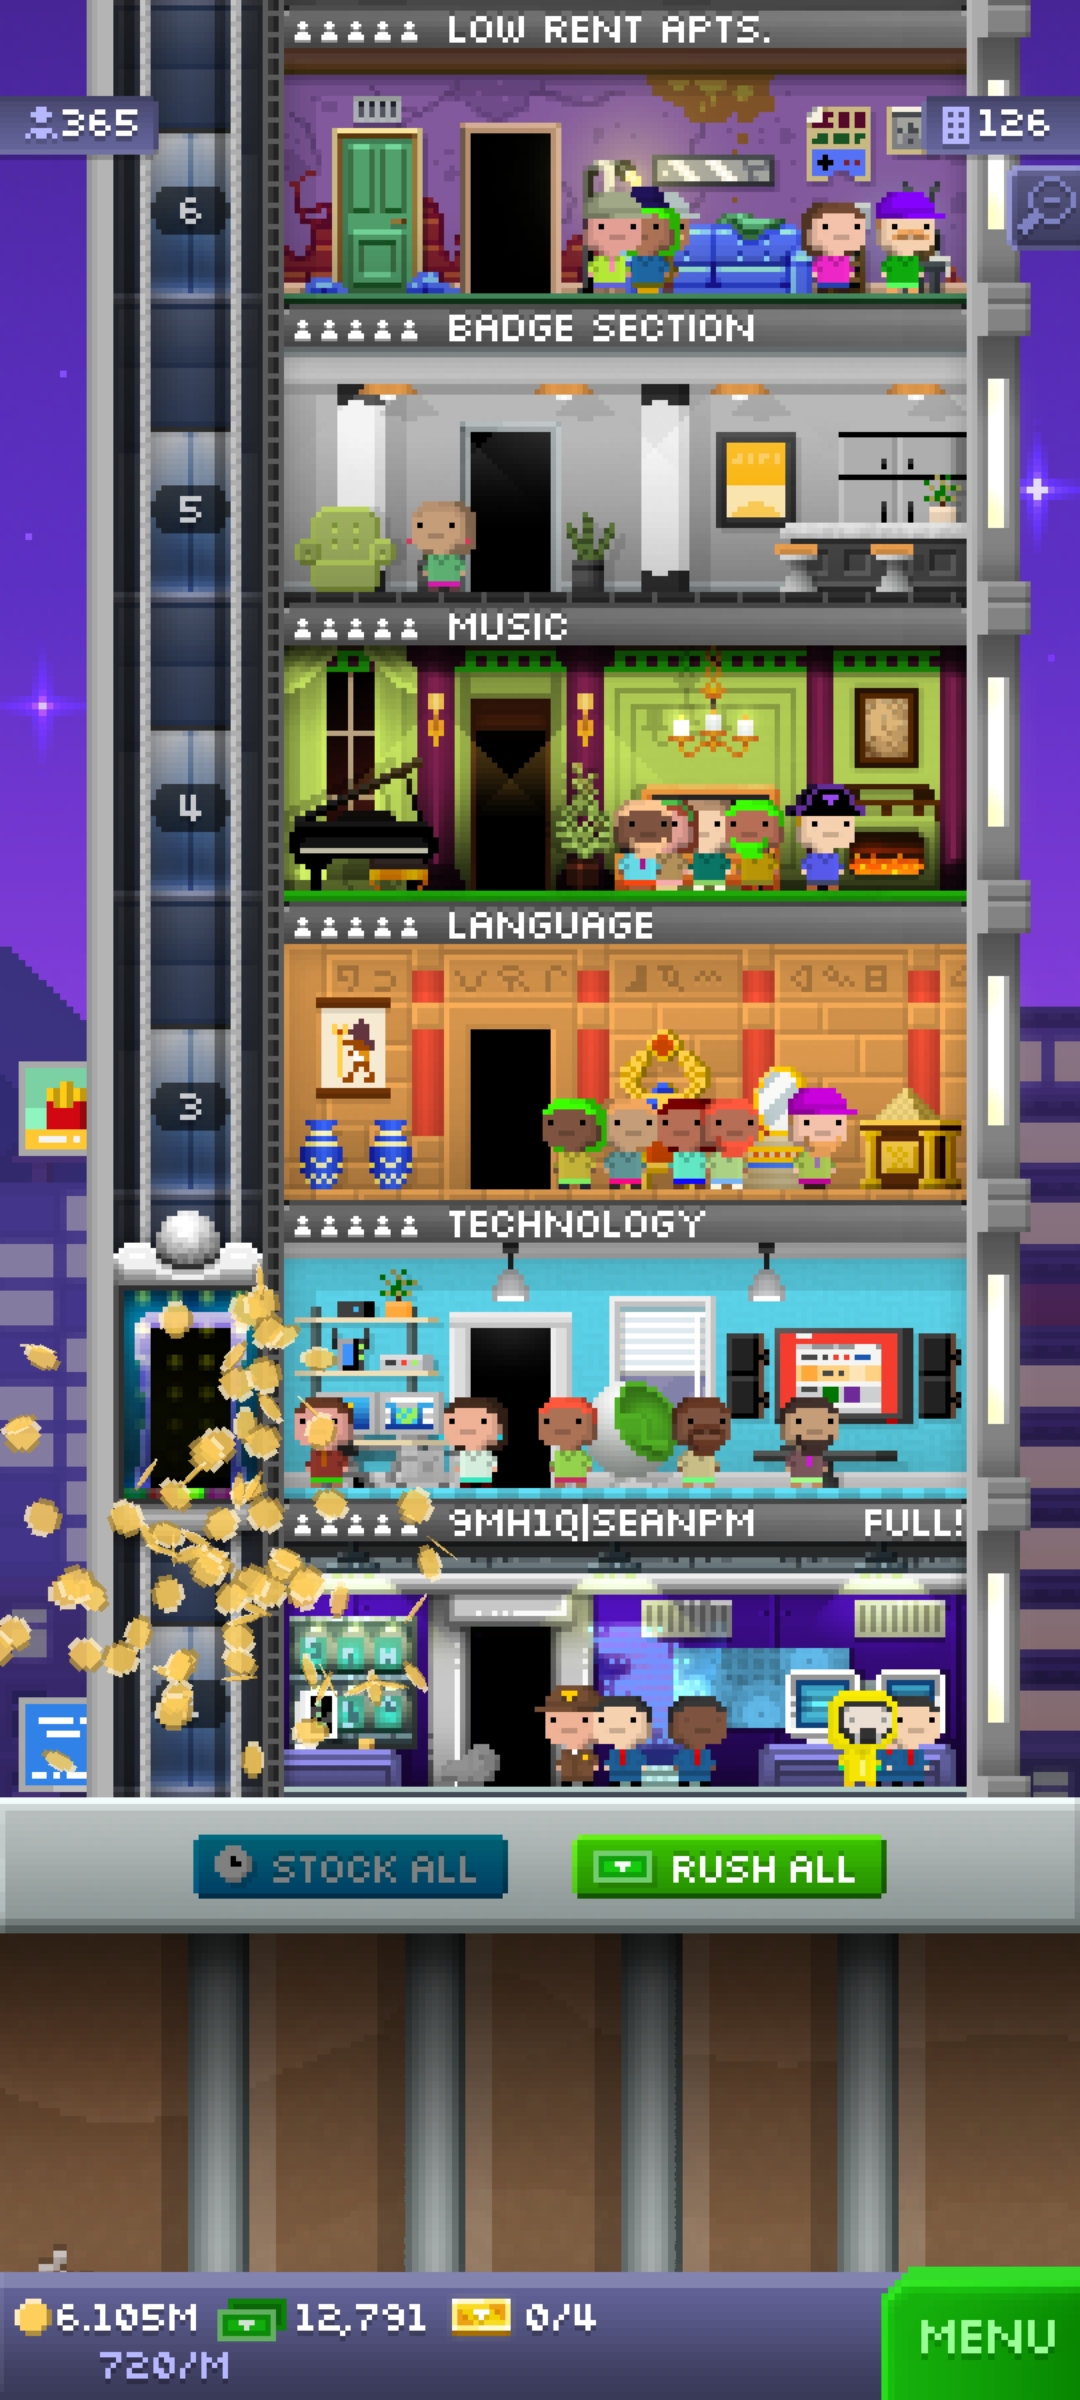 LOW RENT APTS.
365
126
6
BADGE SECTION
5
MUSIC
4
LANGUAGE
3
TECHNOLOGY
9MH1Q|SEANPM FULL!
STOCK ALL
RUSH ALL
6.105M 12,791 0/4
720/M
MENU